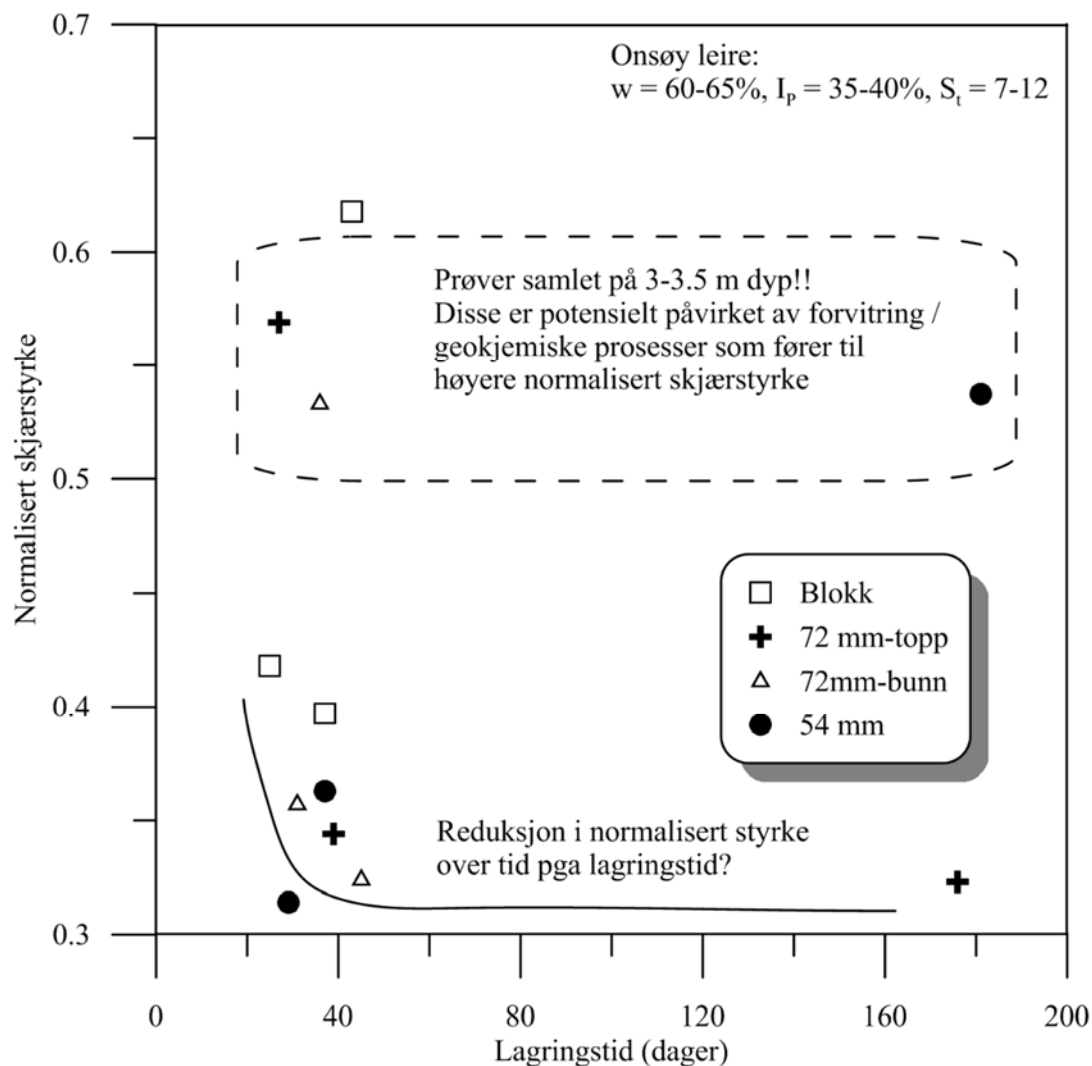 Onsøy leire:
w = 60-65%, I_P = 35-40%, S_t = 7-12
0.7
0.6
0.5
0.4
0.3
Normalisert skjærstyrke
Prøver samlet på 3-3.5 m dyp!!
Disse er potensielt påvirket av forvitring /
geokjemiske prosesser som fører til
høyere normalisert skjærstyrke
Blokk
72 mm-topp
72mm-bunn
54 mm
Reduksjon i normalisert styrke
over tid pga lagringstid?
0 40 80 120 160 200
Lagringstid (dager)